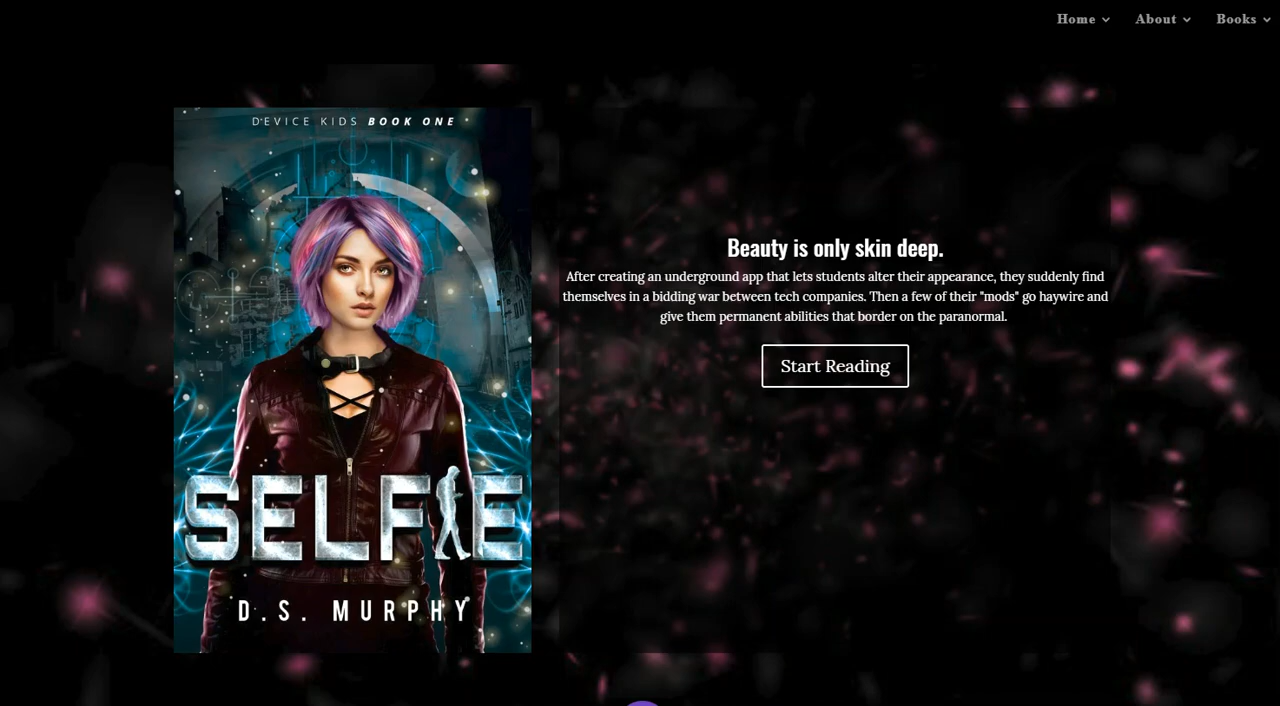 Home
About
Books
DEVICE KIDS BOOK ONE
SELFIE
D.S. MURPHY
Beauty is only skin deep.
After creating an underground app that lets students alter their appearance, they suddenly find
themselves in a bidding war between tech companies. Then a few of their "mods" go haywire and
give them permanent abilities that border on the paranormal.
Start Reading